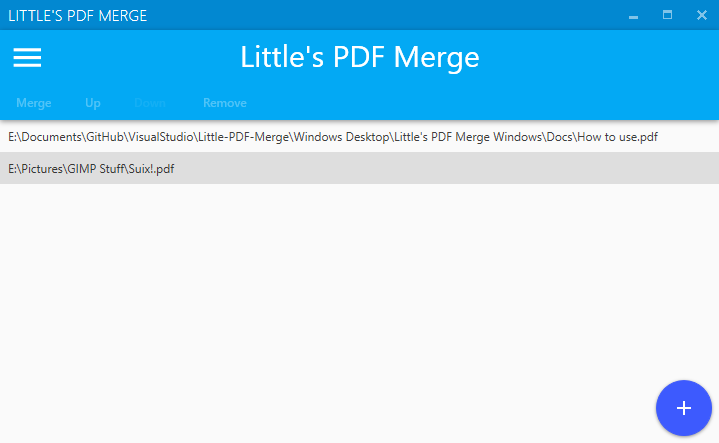 LITTLE'S PDF MERGE
Little's PDF Merge
Merge Up Down Remove
E:\Documents\GitHub\VisualStudio\Little-PDF-Merge\Windows Desktop\Little's PDF Merge Windows\Docs\How to use.pdf
E:\Pictures\GIMP Stuff\Suix!.pdf